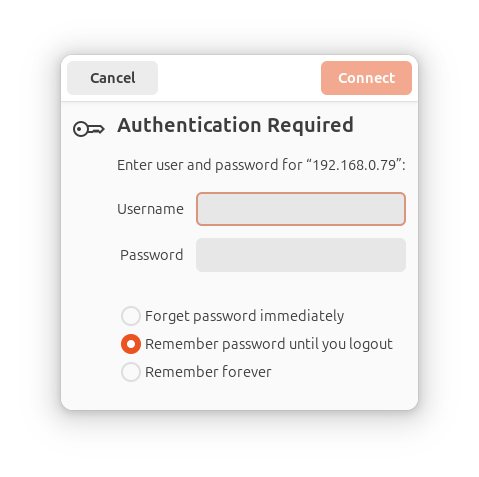 Cancel
Connect
Authentication Required
Enter user and password for “192.168.0.79”:
Username
Password
Forget password immediately
Remember password until you logout
Remember forever